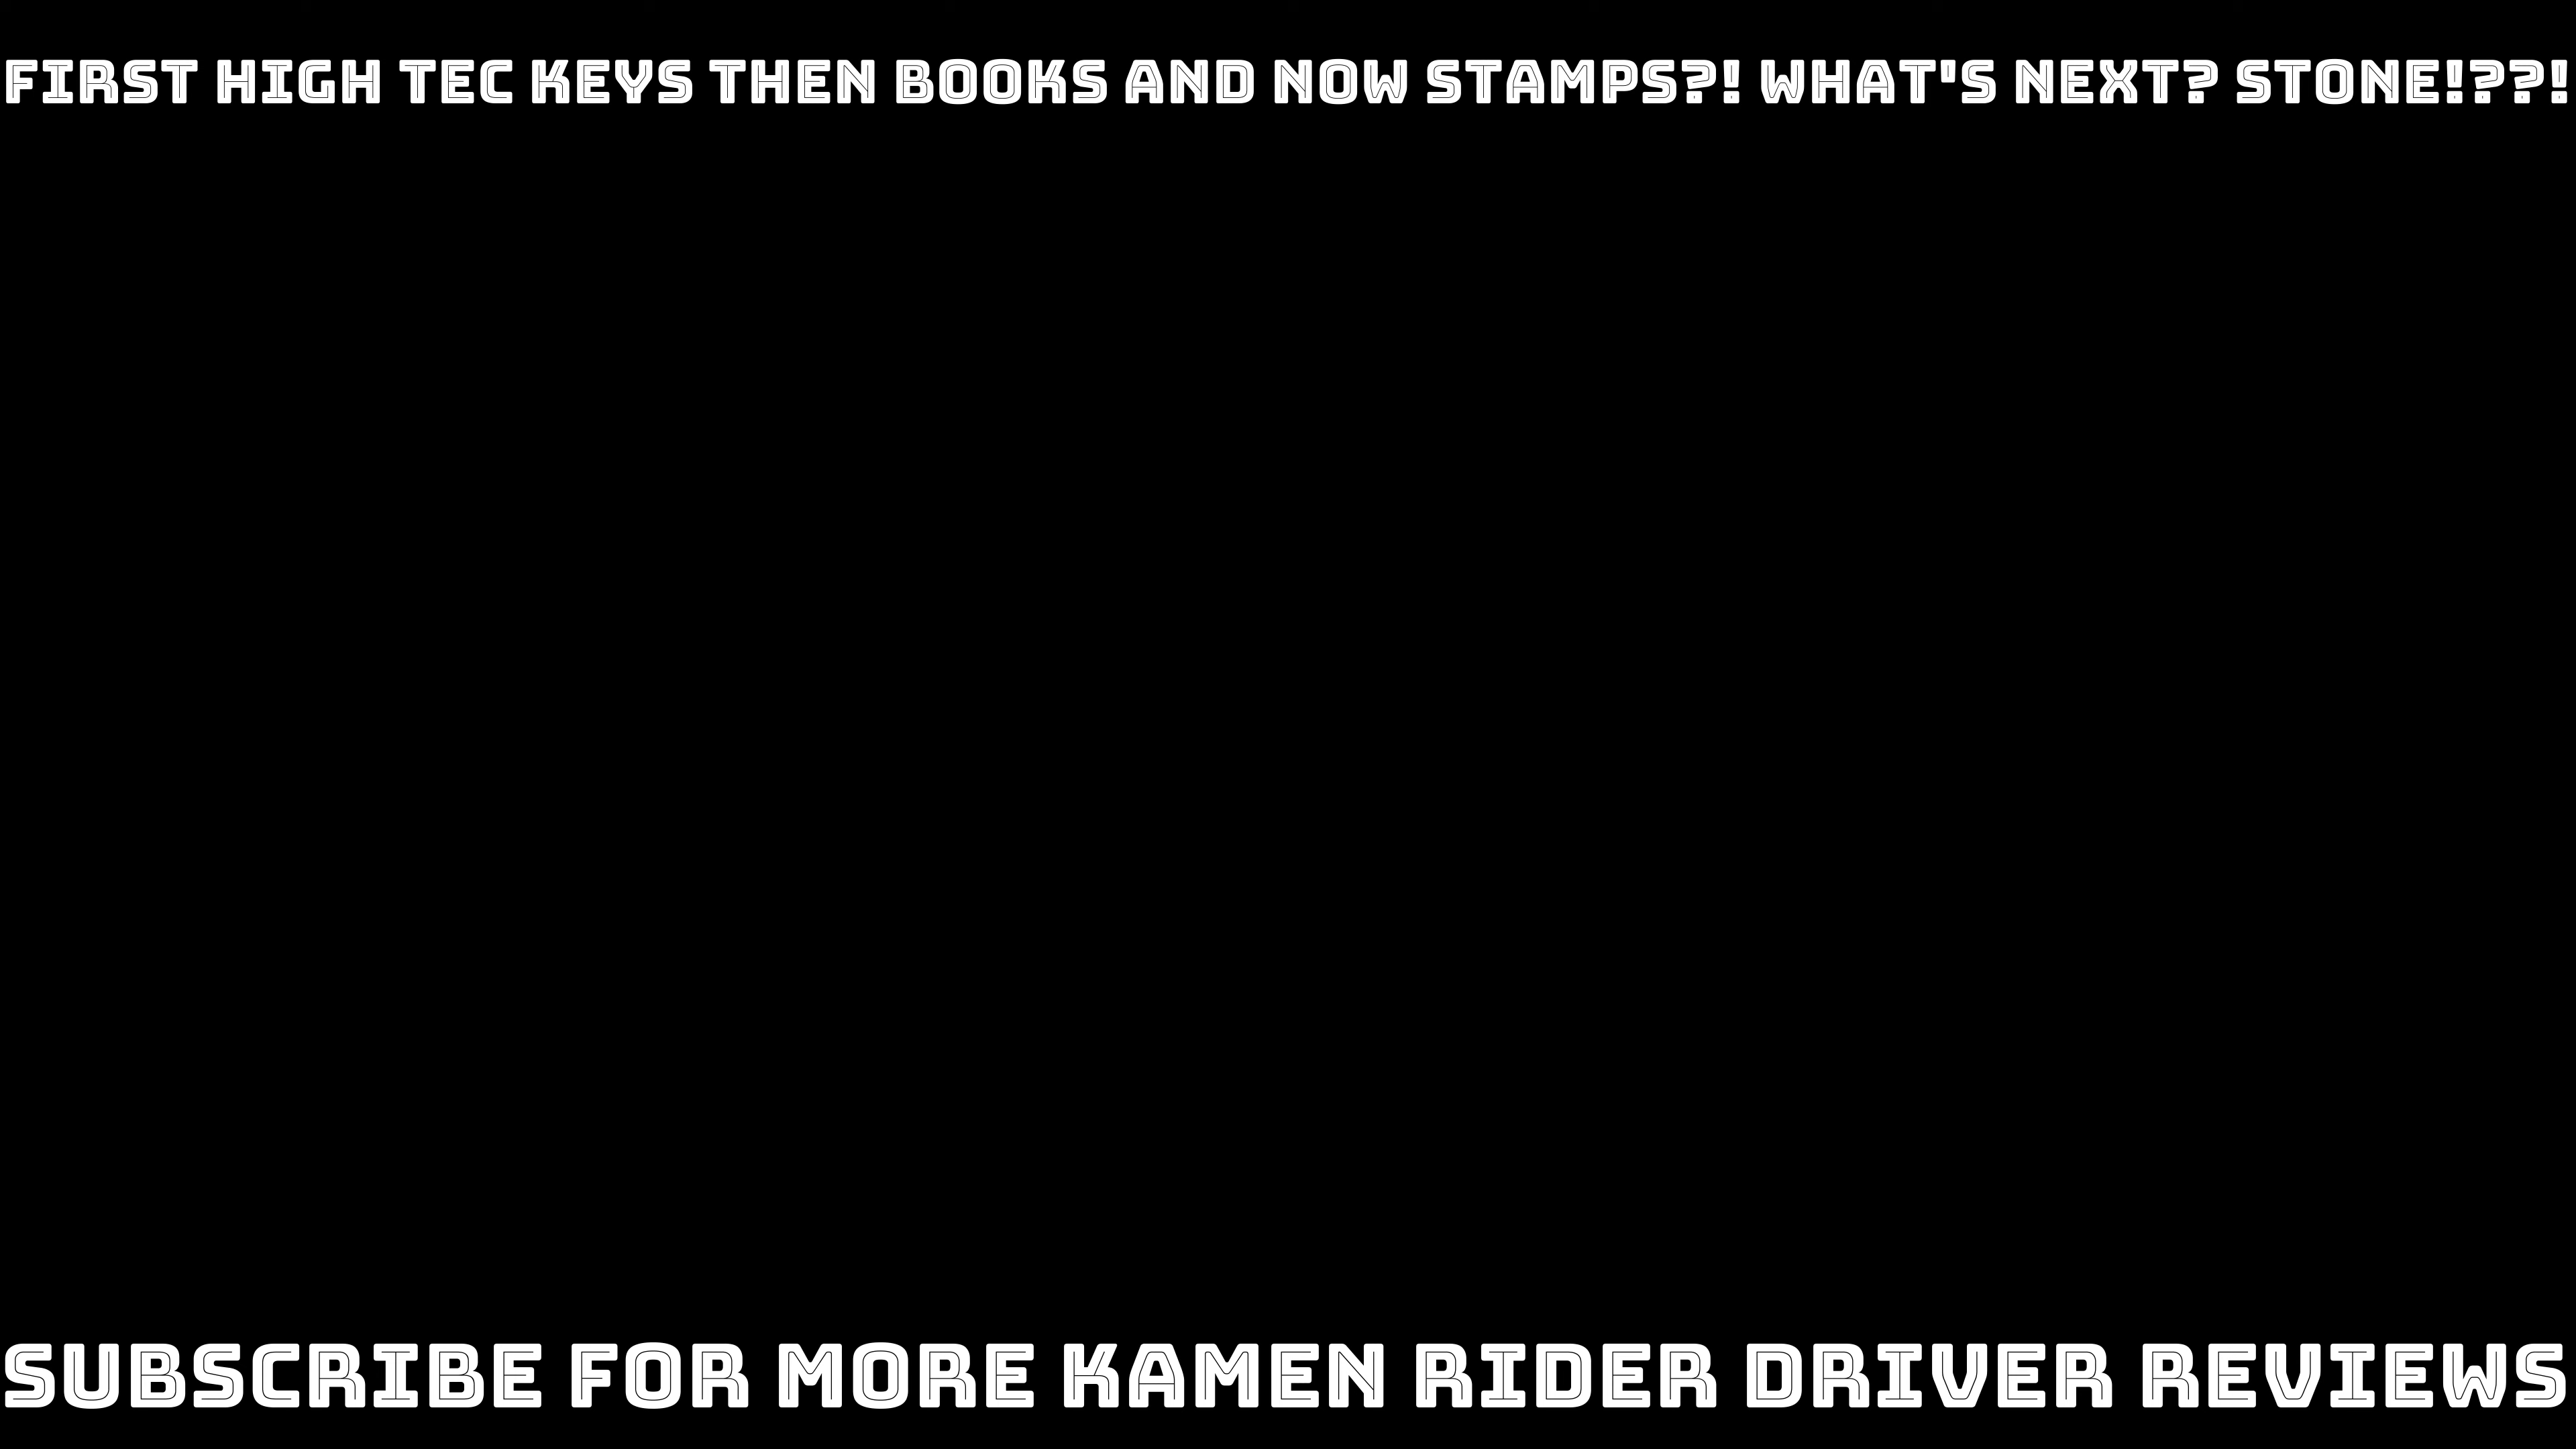 FIRST HIGH TEC KEYS THEN BOOKS AND NOW STAMPS?! WHAT'S NEXT? STONE!??!
SUBSCRIBE FOR MORE KAMEN RIDER DRIVER REVIEWS